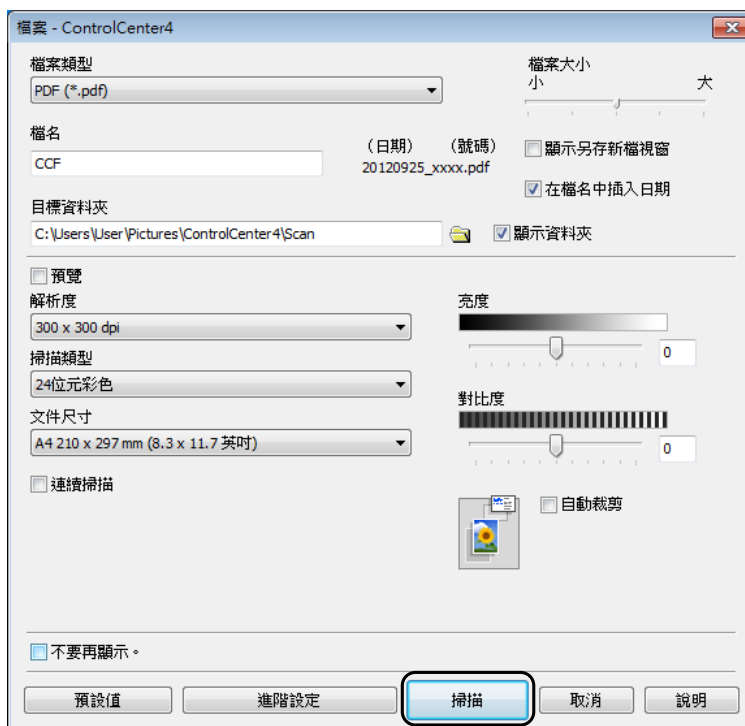 檔案 - ControlCenter4
檔案類型
PDF (*.pdf)
檔案大小
小 大
檔名
CCF
(日期) (號碼)
20120925_xxxx.pdf
顯示另存新檔視窗
在檔名中插入日期
目標資料夾
C:\Users\User\Pictures\ControlCenter4\Scan
顯示資料夾
預覽
解析度
300 x 300 dpi
掃描類型
24位元彩色
文件尺寸
A4 210 x 297 mm (8.3 x 11.7 英吋)
連續掃描
亮度
0
對比度
0
自動裁剪
不要再顯示。
預設值 進階設定 掃描 取消 說明